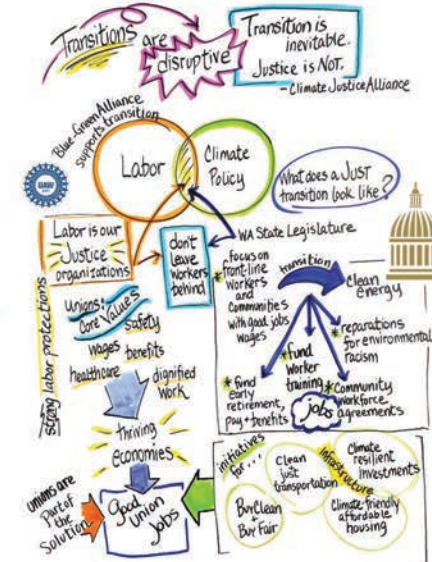 Transitions are
disruptive
Transition is
inevitable.
Justice is NOT.
- Climate Justice Alliance
Blue-Green Alliance
supports transition
Labor
Climate
Policy
What does a JUST
transition look like?
UAW
Labor is our
Justice
organizations
don't
leave
workers
behind
WA State Legislature
strong labor protections
Unions:
Core Values
safety
wages
benefits
healthcare
dignified
work
thriving
economies
unions are
Part of
the
Solution
Good
Union
Jobs
* Focus on
front-line
workers
and
communities
with good jobs
wages
transition
clean
energy
* reparations
for environmental
racism
* fund
worker
training
* Community
workforce
agreements
* fund
early
retirement,
pay + benefits
jobs
initiatives
for...
Clean
just
transportation
Infrastructure
Climate
resilient
investments
Buy Clean
+
Buy Fair
Climate friendly
affordable
housing